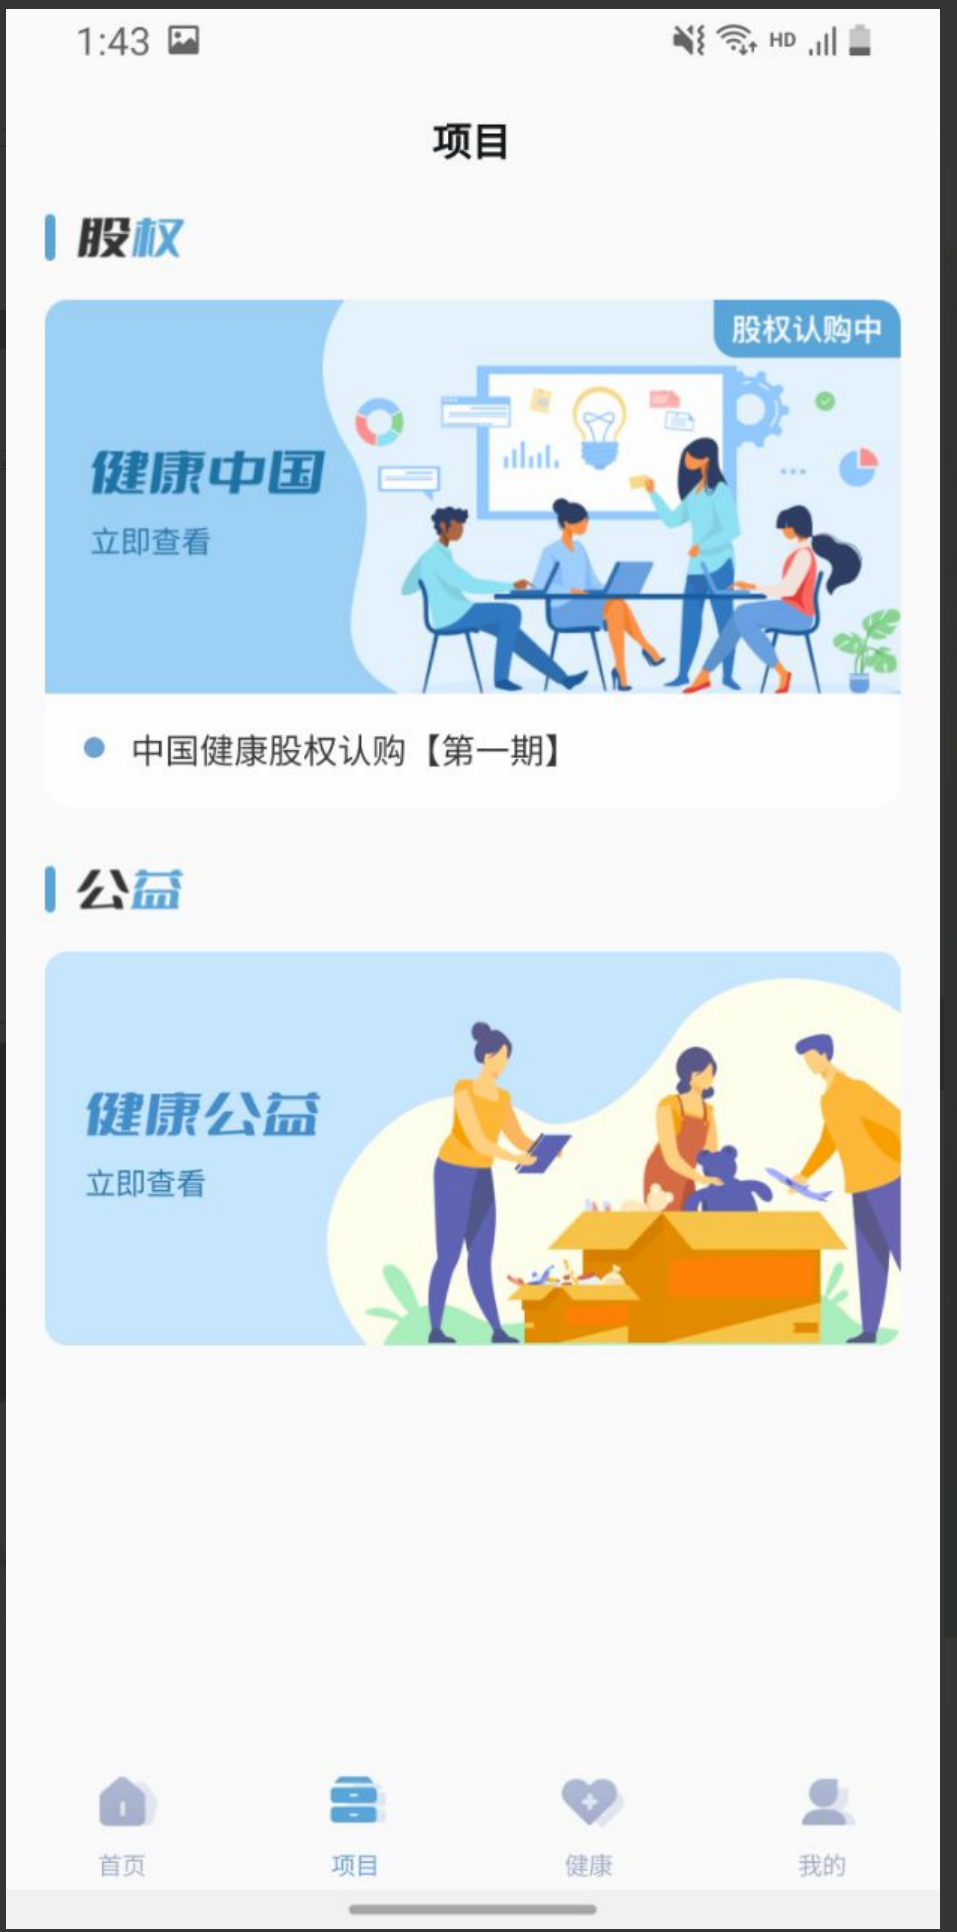 1:43
HD
项目
股权
股权认购中
健康中国
立即查看
中国健康股权认购【第一期】
公益
健康公益
立即查看
首页
项目
健康
我的